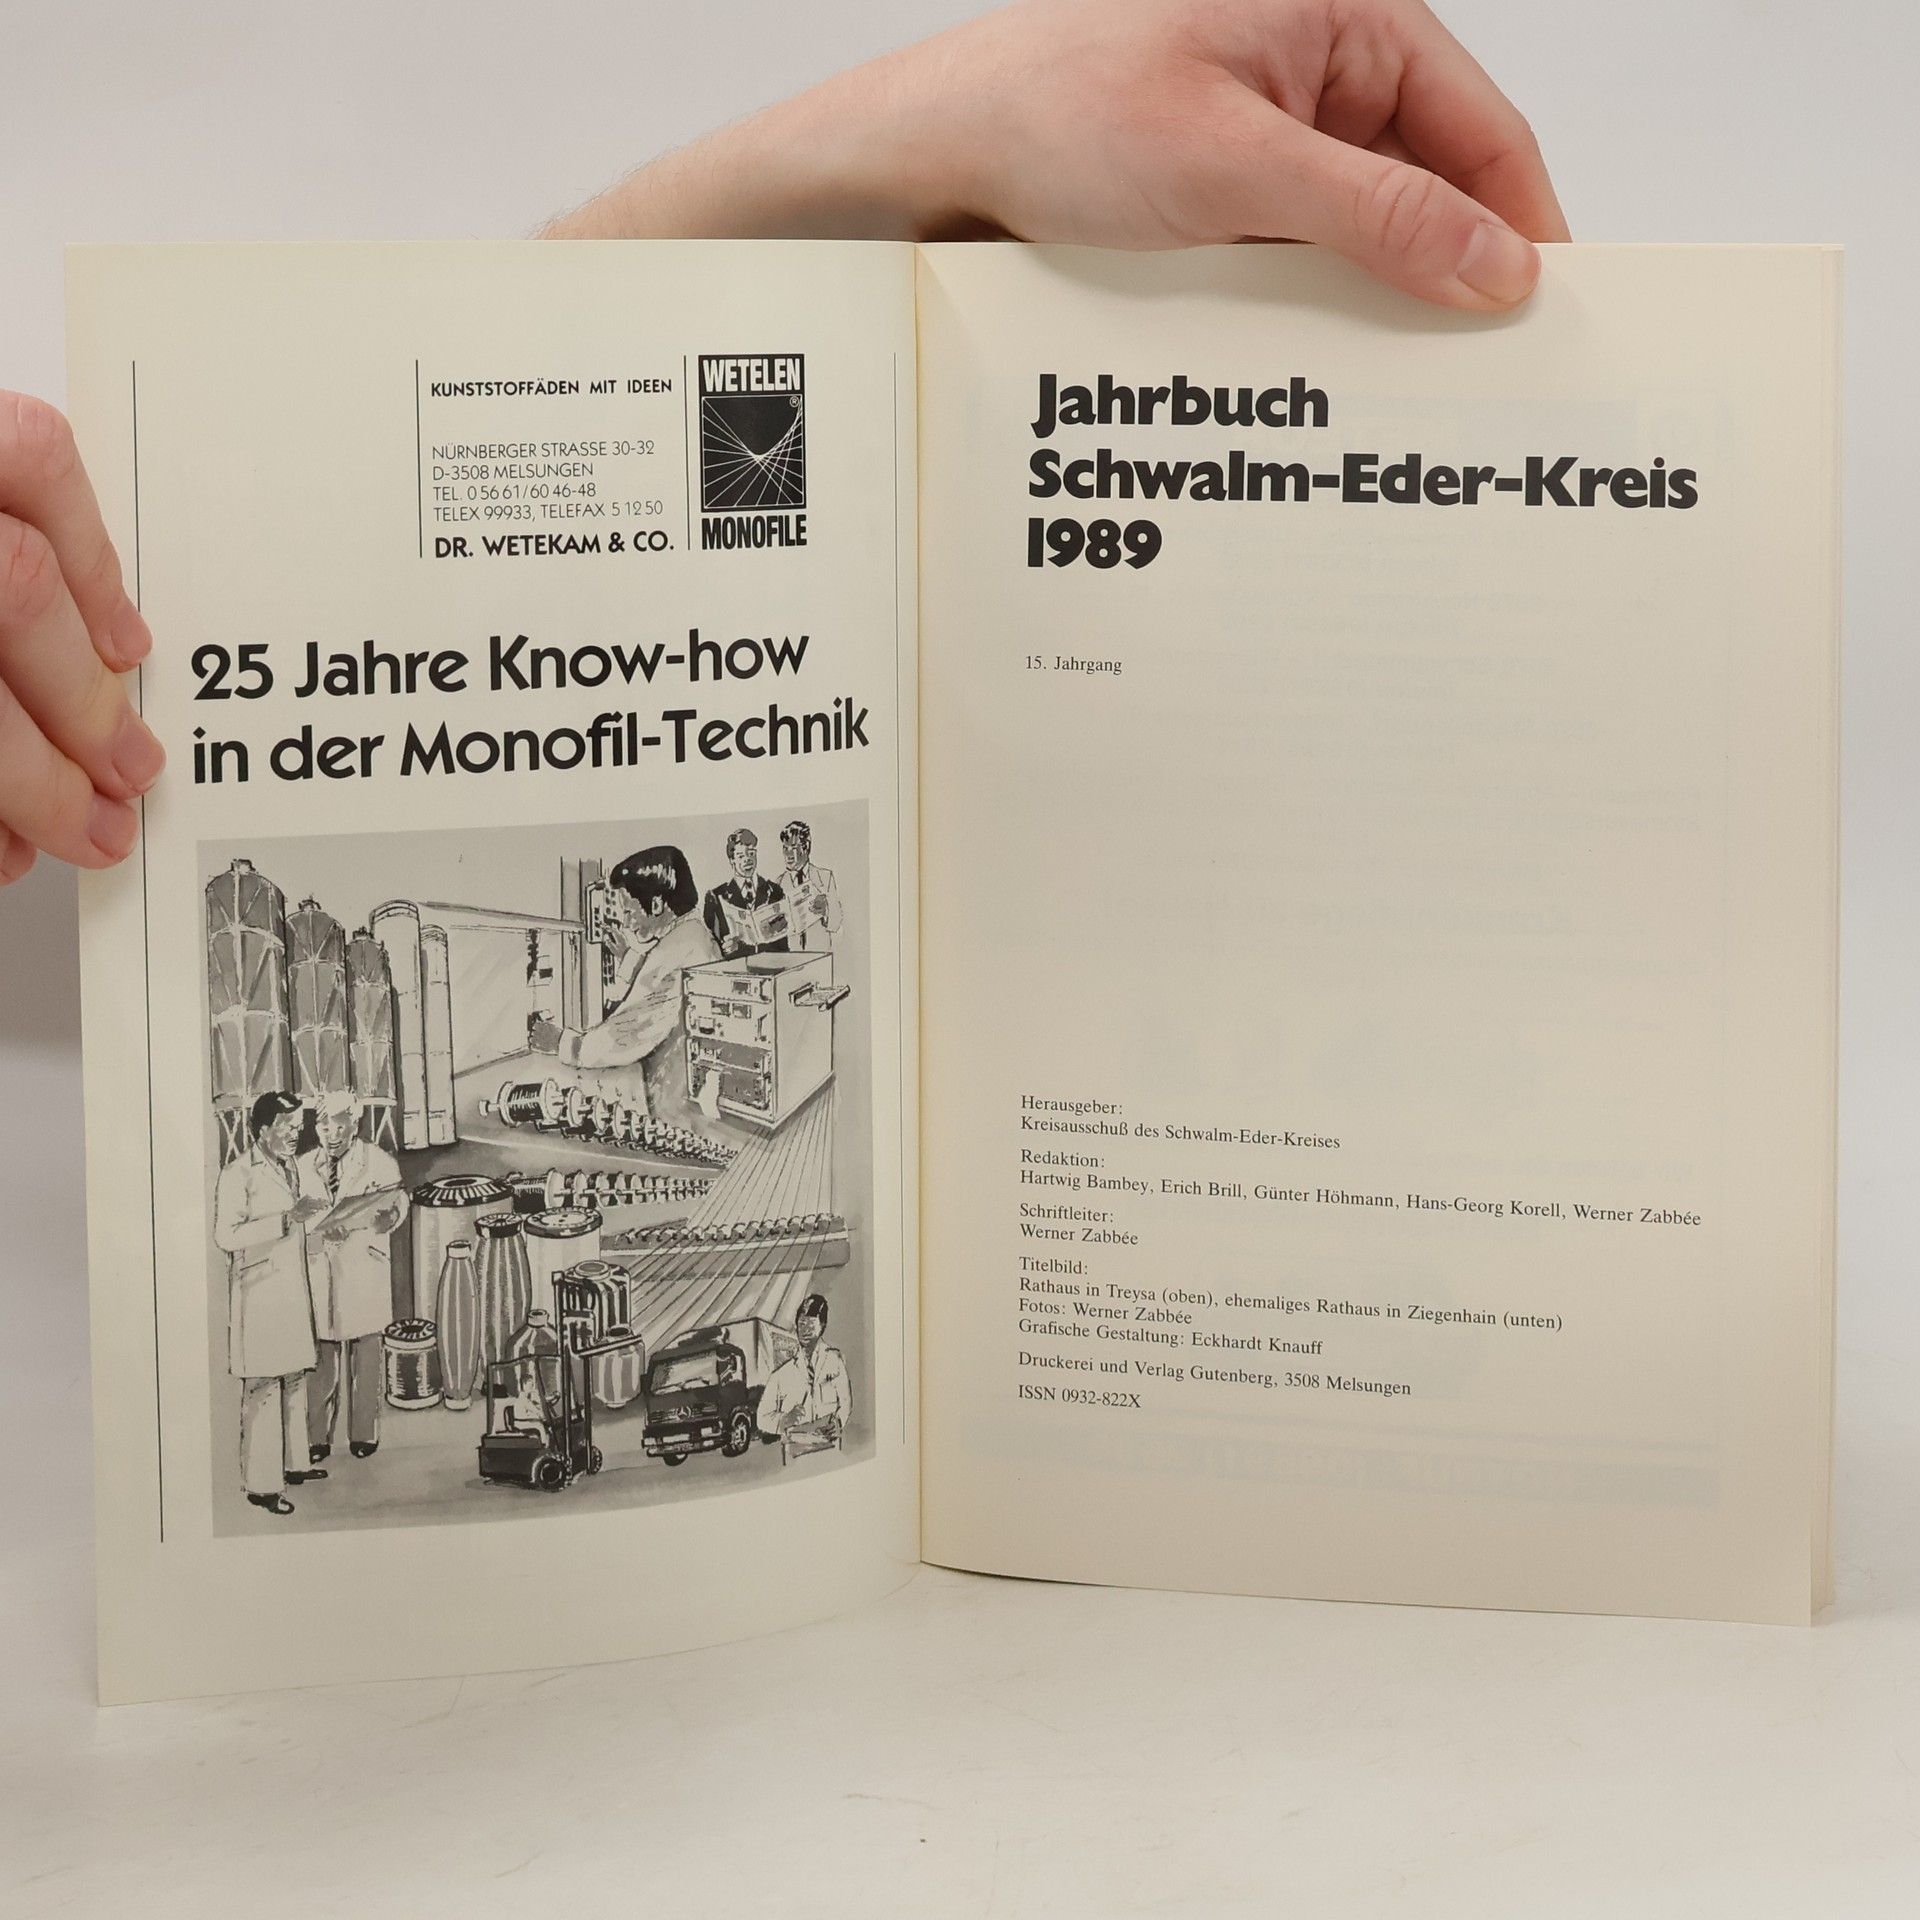 KUNSTSTOFFÄDEN MIT IDEEN
NÜRNBERGER STRASSE 30-32
D-3508 MELSUNGEN
TEL. 0 56 61/60 46-48
TELEX 99933, TELEFAX 5 12 50
DR. WETEKAM & CO.
WETELEN
®
MONOFILE
25 Jahre Know-how
in der Monofil-Technik
Jahrbuch
Schwalm-Eder-Kreis
1989
15. Jahrgang
Herausgeber:
Kreisausschuß des Schwalm-Eder-Kreises
Redaktion:
Hartwig Bambey, Erich Brill, Günter Höhmann, Hans-Georg Korell, Werner Zabbée
Schriftleiter:
Werner Zabbée
Titelbild:
Rathaus in Treysa (oben), ehemaliges Rathaus in Ziegenhain (unten)
Fotos: Werner Zabbée
Grafische Gestaltung: Eckhardt Knauff
Druckerei und Verlag Gutenberg, 3508 Melsungen
ISSN 0932-822X